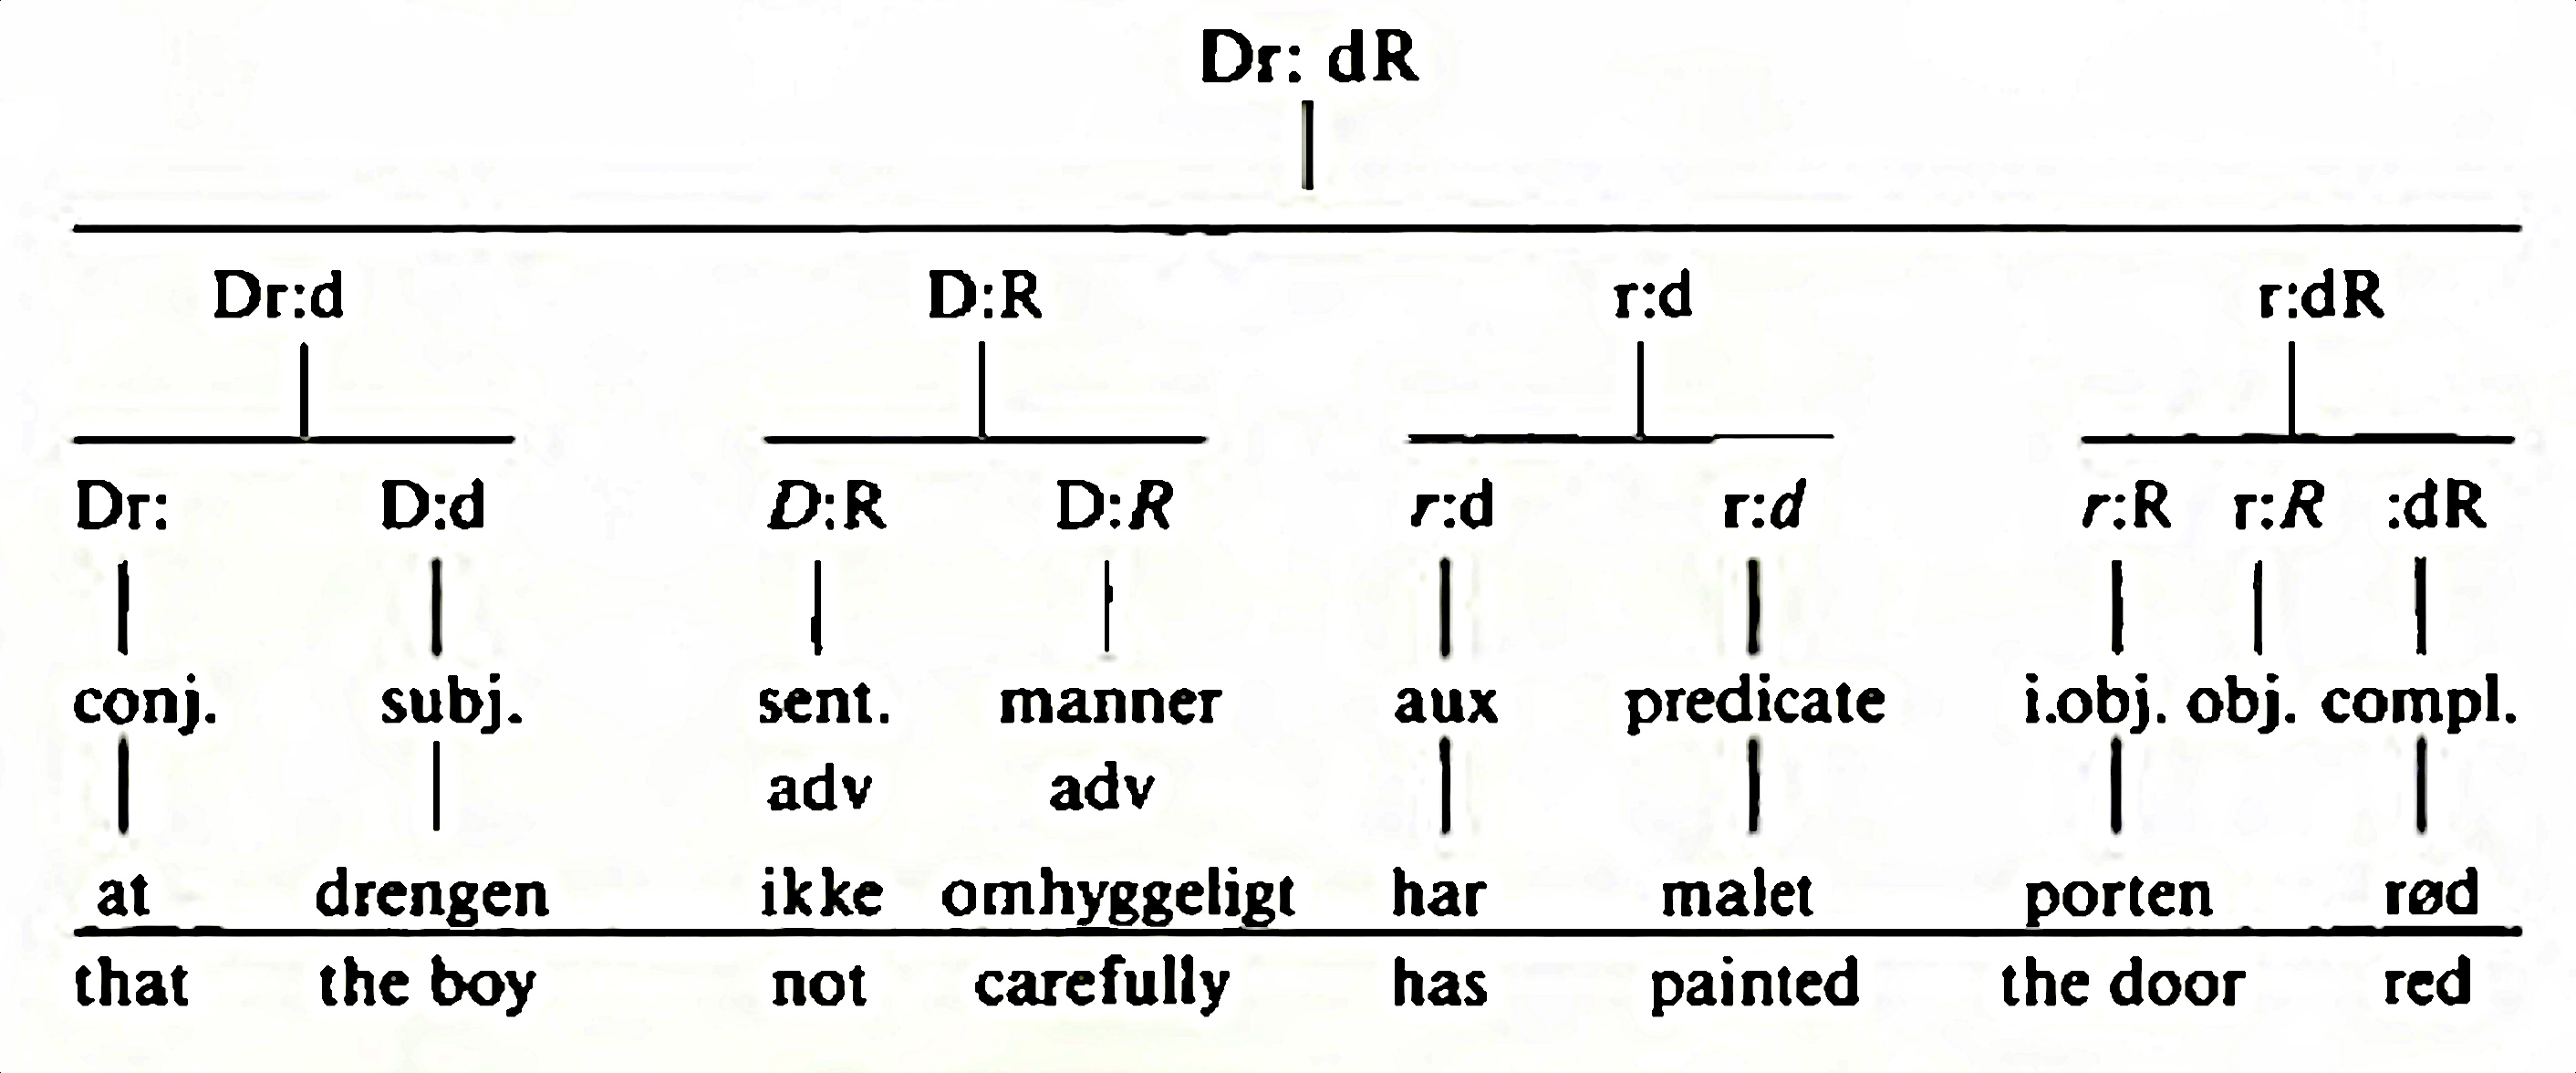 Dr: dR
Dr:d D:R r:d r:dR
Dr: D:d D:R D:R r:d r:d r:R r:R :dR
conj. subj. sent. manner aux predicate i.obj. obj. compl.
adv adv
at drengen ikke omhyggeligt har malet porten rød
that the boy not carefully has painted the door red